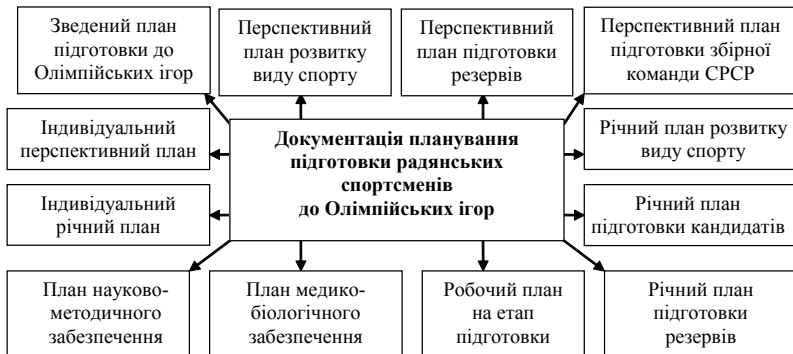 Зведений план
підготовки до
Олімпійських ігор
Перспективний
план розвитку
виду спорту
Перспективний
план підготовки
резервів
Перспективний план
підготовки збірної
команди СРСР
Індивідуальний
перспективний план
Документація планування
підготовки радянських
спортсменів
до Олімпійських ігор
Річний план розвитку
виду спорту
Індивідуальний
річний план
Річний план
підготовки кандидатів
План науково-
методичного
забезпечення
План медико-
біологічного
забезпечення
Робочий план
на етап
підготовки
Річний план
підготовки
резервів